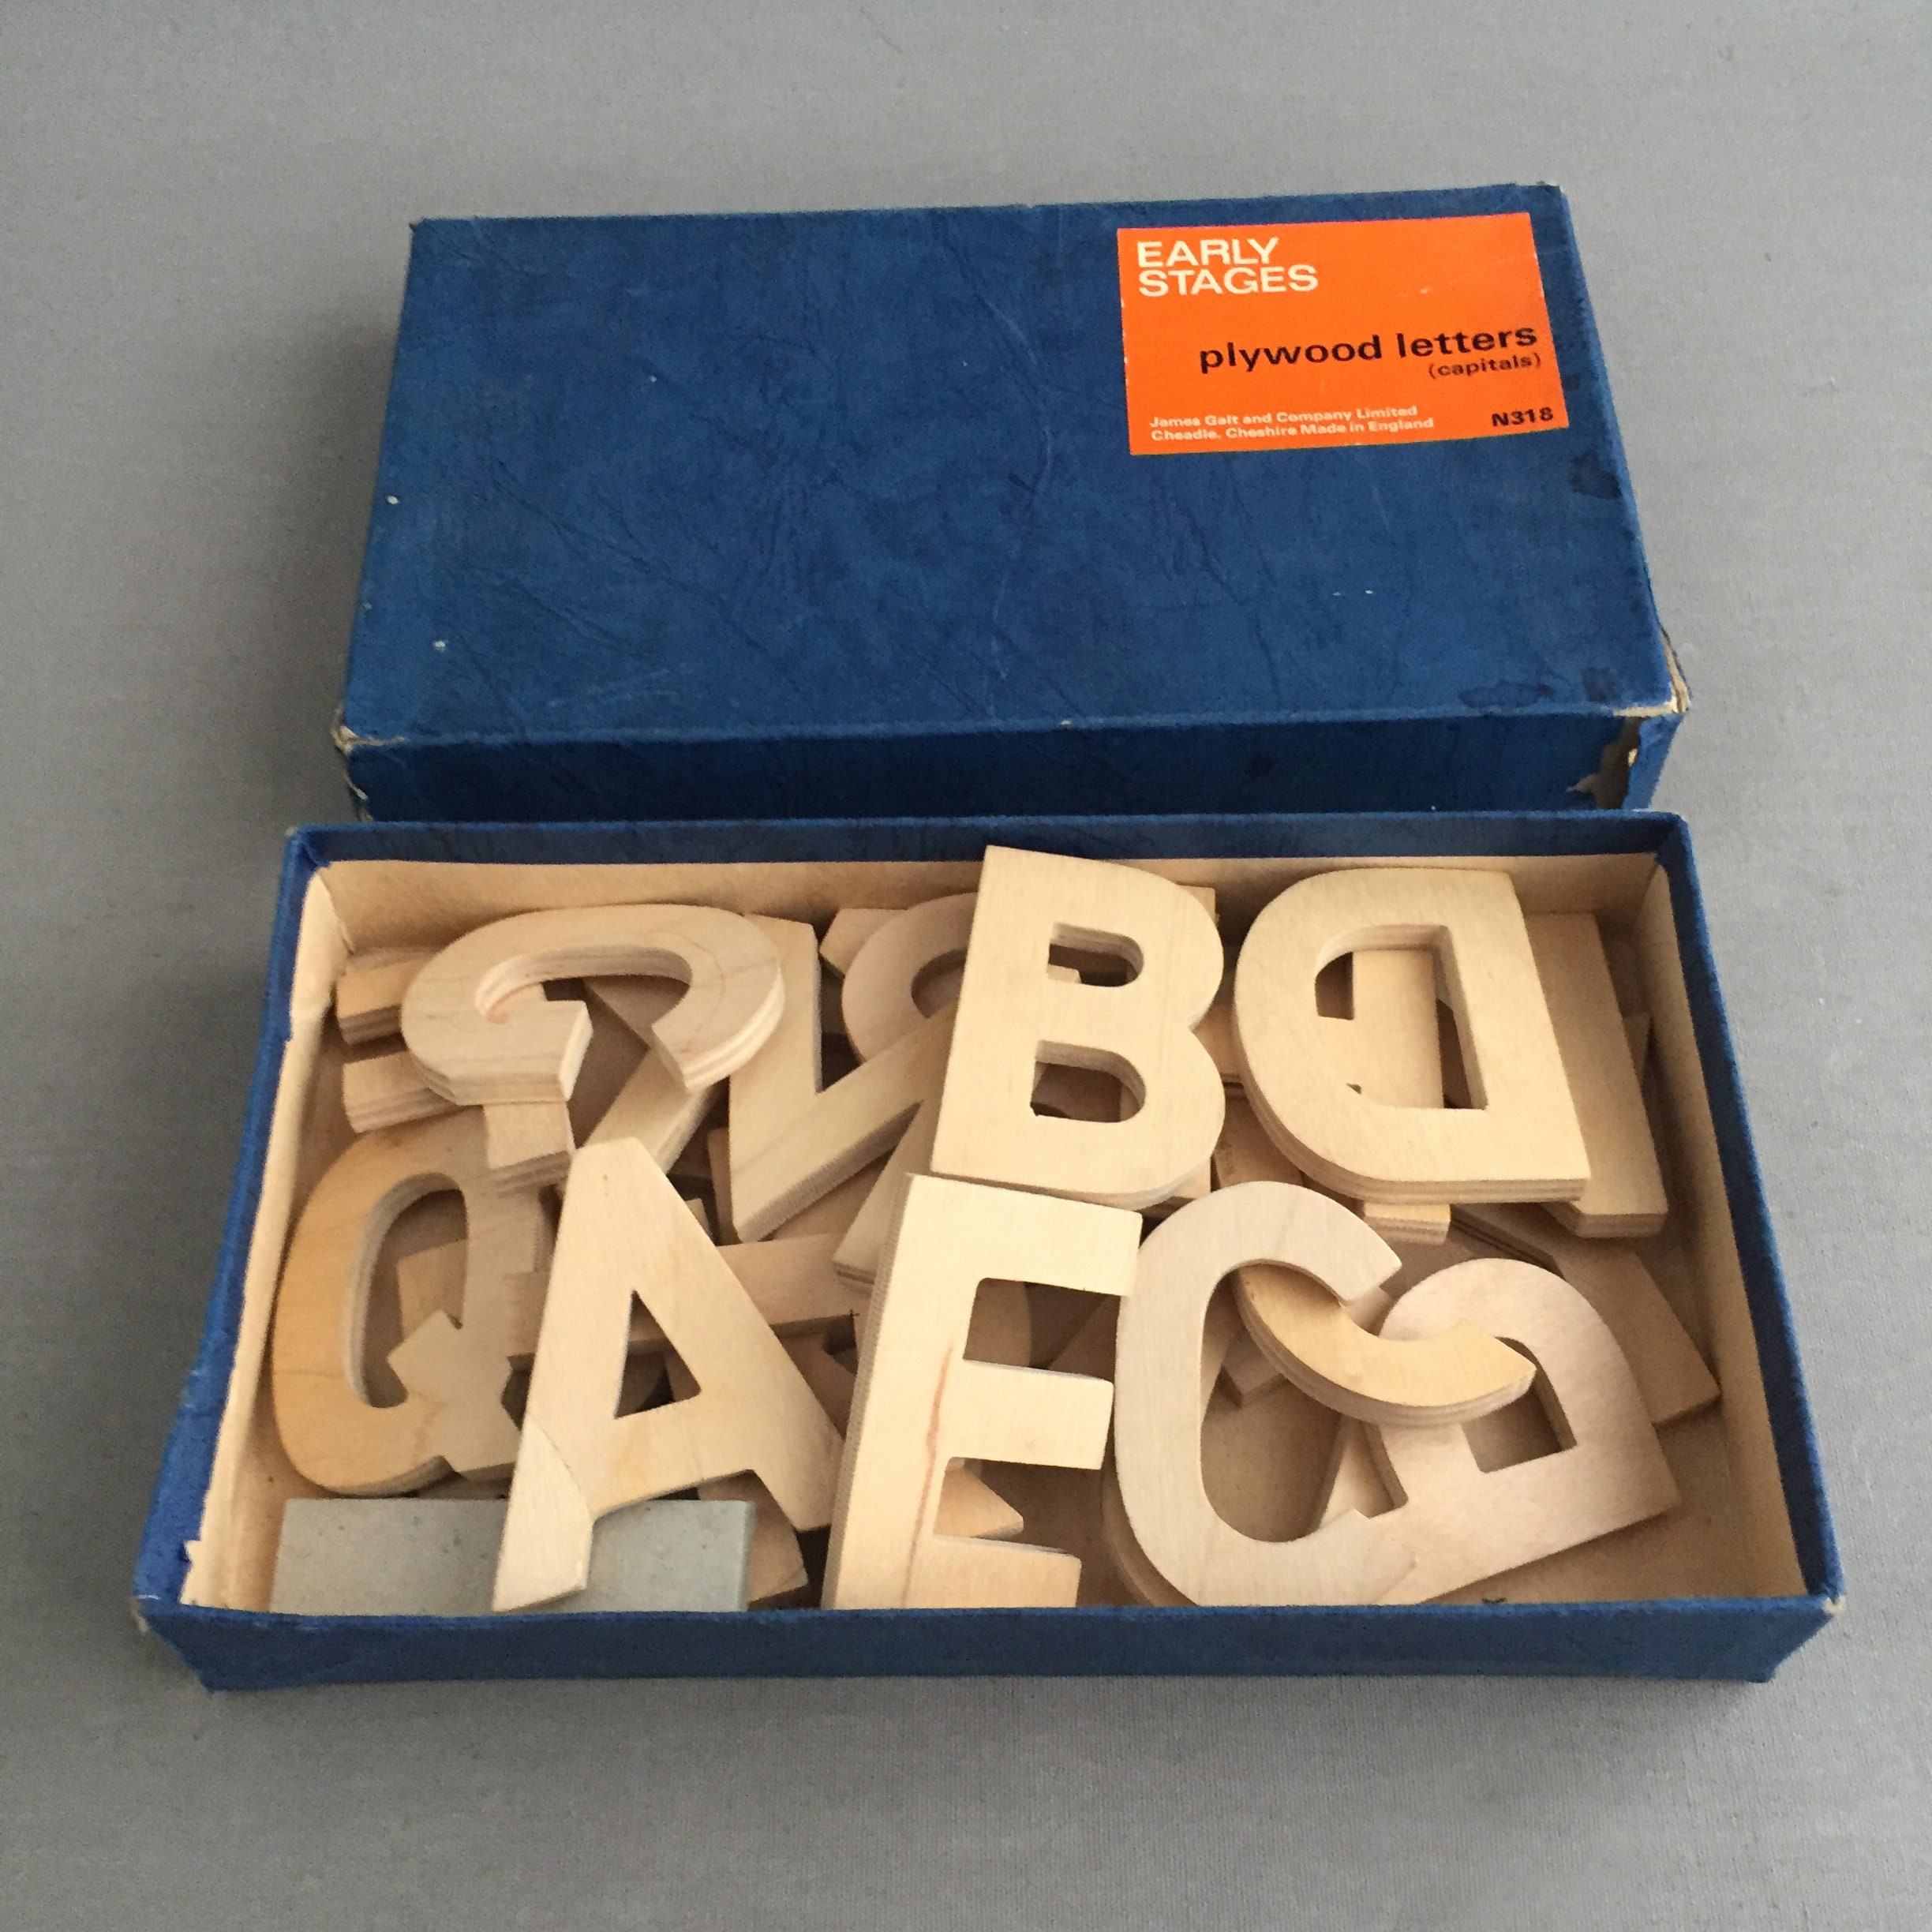 EARLY
STAGES
plywood letters
(capitals)
James Galt and Company Limited
Cheadle, Cheshire Made in England
N318
B
D
Q
A
E
C